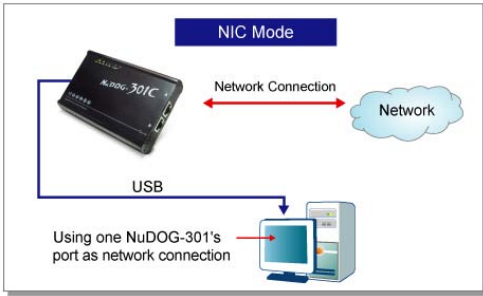 NIC Mode
NuDOG-301C
Network Connection
Network
USB
Using one NuDOG-301's
port as network connection